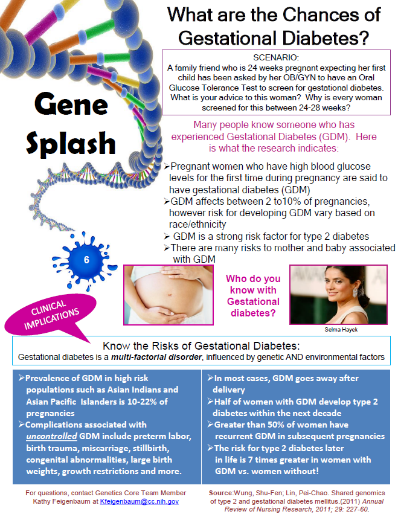 What are the Chances of
Gestational Diabetes?
SCENARIO:
A family friend who is 24 weeks pregnant expecting her first
child has been asked by her OB/GYN to have an Oral
Glucose Tolerance Test to screen for gestational diabetes.
What is your advice to this woman? Why is every woman
screened for this between 24-28 weeks?
Gene
Splash
Many people know someone who has
experienced Gestational Diabetes (GDM). Here
is what the research indicates:
➢Pregnant women who have high blood glucose
levels for the first time during pregnancy are said to
have gestational diabetes (GDM)
➢GDM affects between 2 to10% of pregnancies,
however risk for developing GDM vary based on
race/ethnicity
➢ GDM is a strong risk factor for type 2 diabetes
➢There are many risks to mother and baby associated
with GDM
6
Who do you
know with
Gestational
diabetes?
Selma Hayek
CLINICAL
IMPLICATIONS
Know the Risks of Gestational Diabetes:
Gestational diabetes is a multi-factorial disorder, influenced by genetic AND environmental factors
➢Prevalence of GDM in high risk
populations such as Asian Indians and
Asian Pacific Islanders is 10-22% of
pregnancies
➢Complications associated with
uncontrolled GDM include preterm labor,
birth trauma, miscarriage, stillbirth,
congenital abnormalities, large birth
weights, growth restrictions and more.
➢In most cases, GDM goes away after
delivery
➢Half of women with GDM develop type 2
diabetes within the next decade
➢Greater than 50% of women have
recurrent GDM in subsequent pregnancies
➢The risk for type 2 diabetes later
in life is 7 times greater in women with
GDM vs. women without!
For questions, contact Genetics Core Team Member
Kathy Feigenbaum at Kfeigenbaum@cc.nih.gov
Source:Wung, Shu-Fen; Lin, Pei-Chao. Shared genomics
of type 2 and gestational diabetes mellitus.(2011) Annual
Review of Nursing Research, 2011; 29: 227-60.